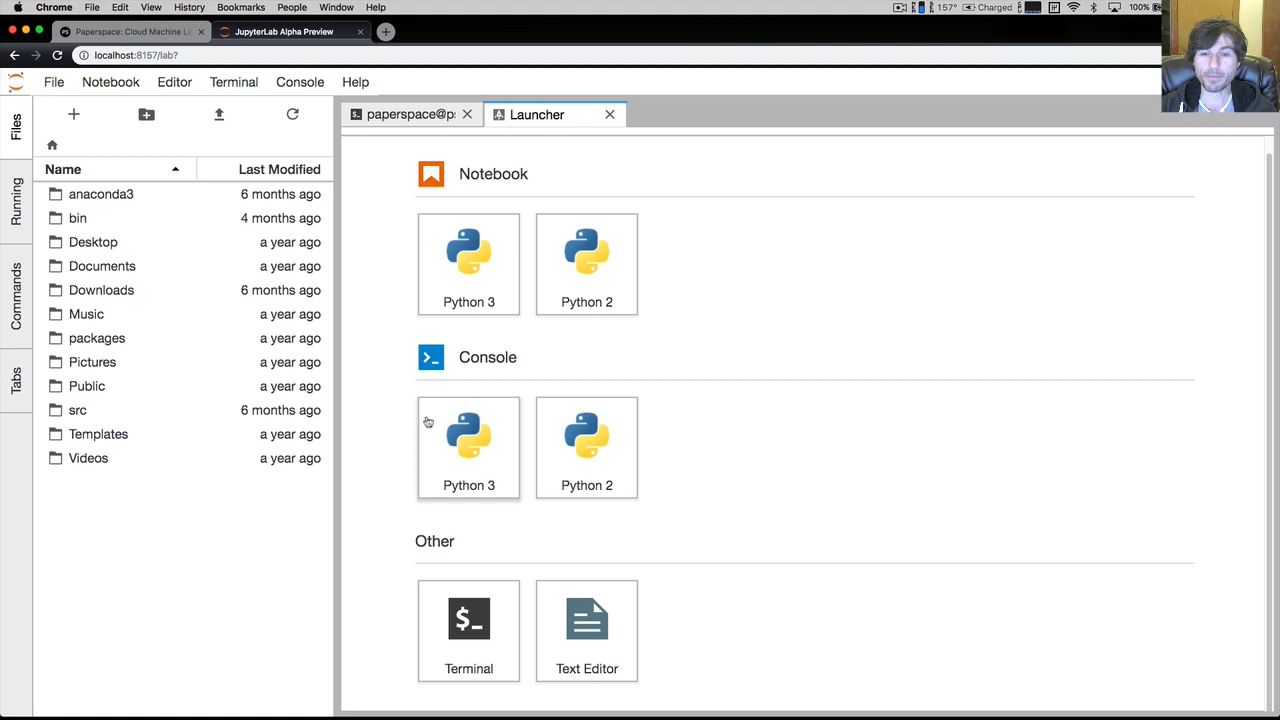 Chrome File Edit View History Bookmarks People Window Help 157° Charged 100%
Paperspace: Cloud Machine Le JupyterLab Alpha Preview
localhost:8157/lab?
File Notebook Editor Terminal Console Help
Files
Running
Commands
Tabs
Name Last Modified
anaconda3 6 months ago
bin 4 months ago
Desktop a year ago
Documents a year ago
Downloads 6 months ago
Music a year ago
packages a year ago
Pictures a year ago
Public a year ago
src 6 months ago
Templates a year ago
Videos a year ago
$_ paperspace@p: Launcher
Notebook
Python 3 Python 2
>_ Console
Python 3 Python 2
Other
$_
Terminal Text Editor